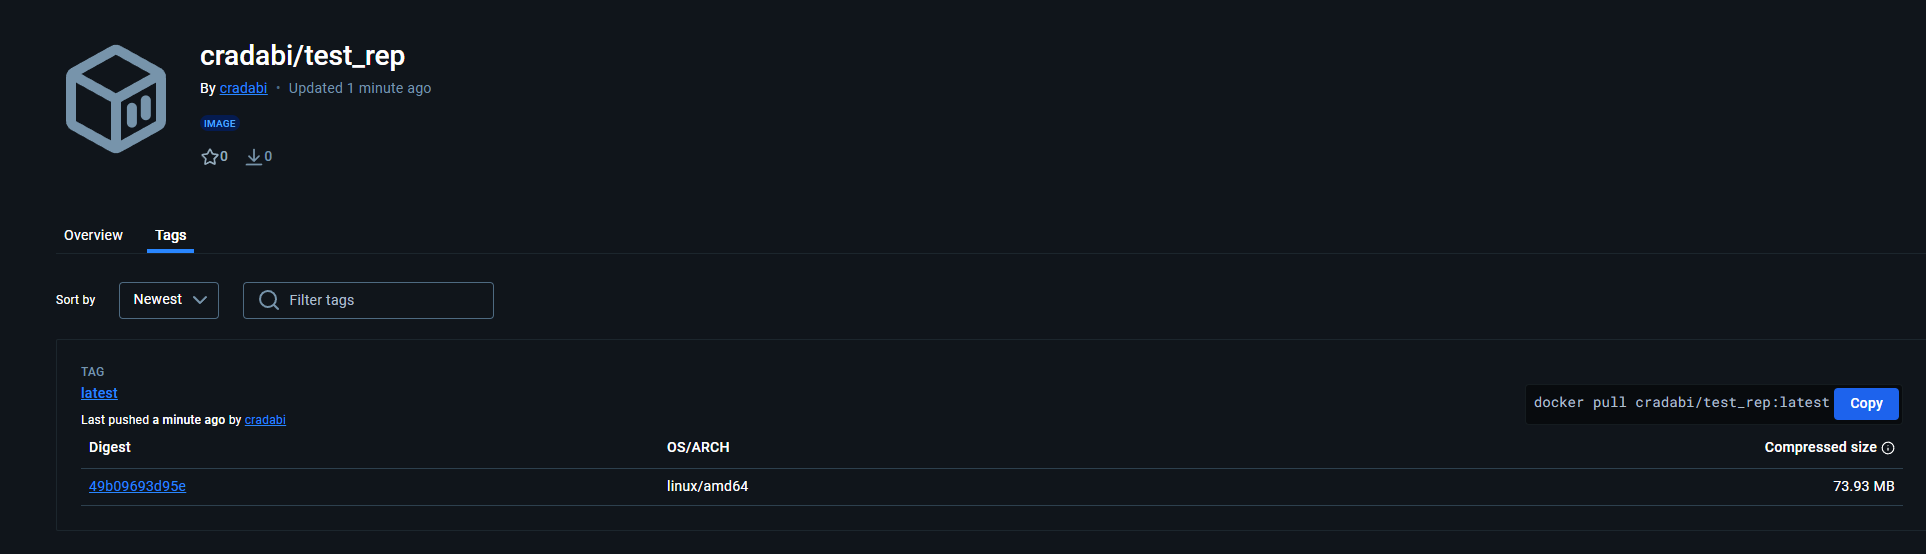 cradabi/test_rep
By cradabi • Updated 1 minute ago
IMAGE
0 0
Overview Tags
Sort by Newest Filter tags
TAG
latest
docker pull cradabi/test_rep:latest Copy
Last pushed a minute ago by cradabi
Digest OS/ARCH Compressed size
49b09693d95e linux/amd64 73.93 MB